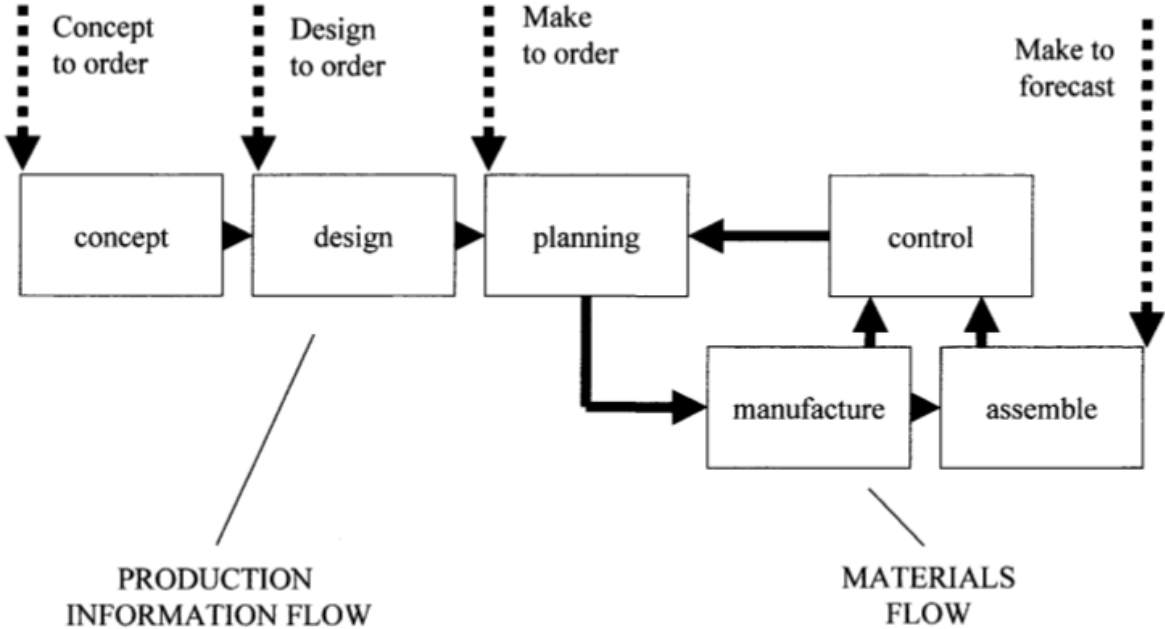 Concept
to order
Design
to order
Make
to order
Make to
forecast
concept
design
planning
control
manufacture
assemble
PRODUCTION
INFORMATION FLOW
MATERIALS
FLOW